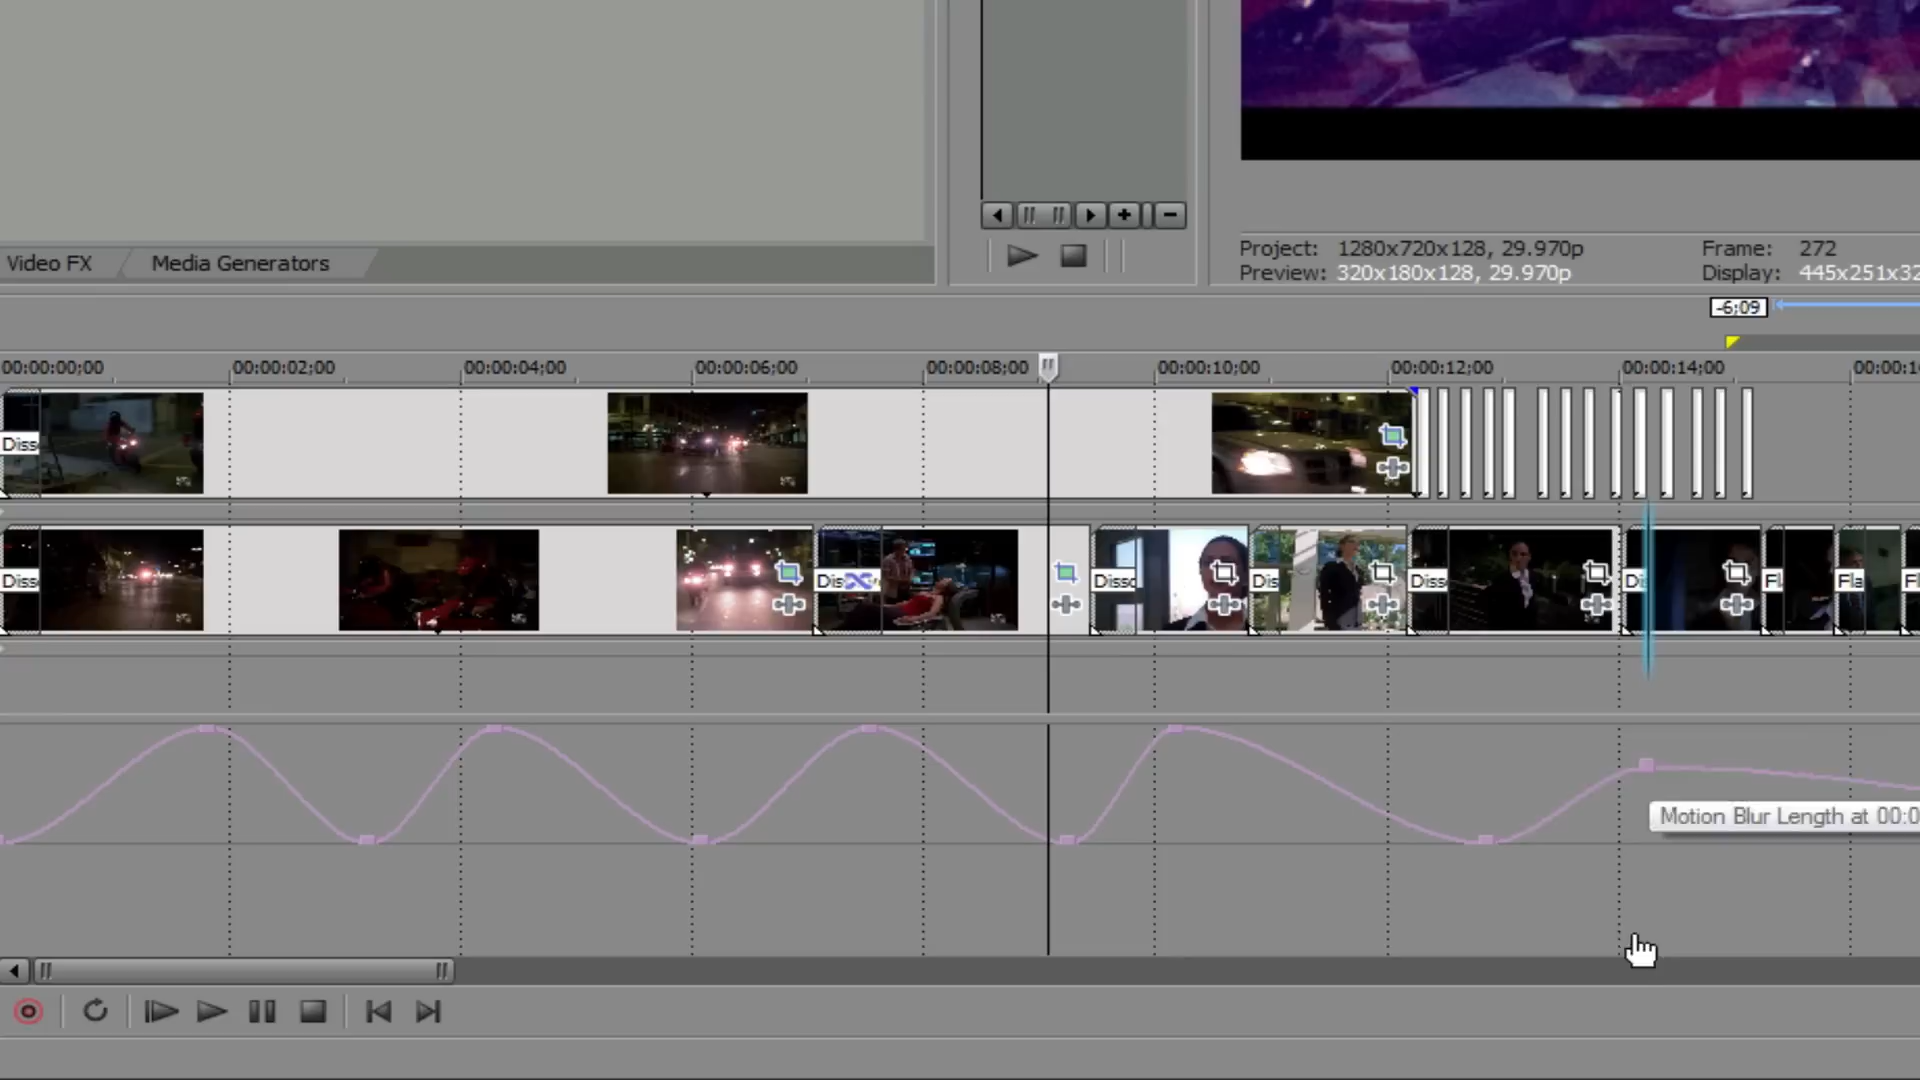 Video FX
Media Generators
Project: 1280x720x128, 29.970p
Frame: 272
Preview: 320x180x128, 29.970p
Display: 445x251x32
-6;09
00:00:00;00
00:00:02;00
00:00:04;00
00:00:06;00
00:00:08;00
00:00:10;00
00:00:12;00
00:00:14;00
00:00:1
Diss
Diss
Dis
Disc
Dis
Diss
Di
Fl
Fla
Fl
Motion Blur Length at 00:0